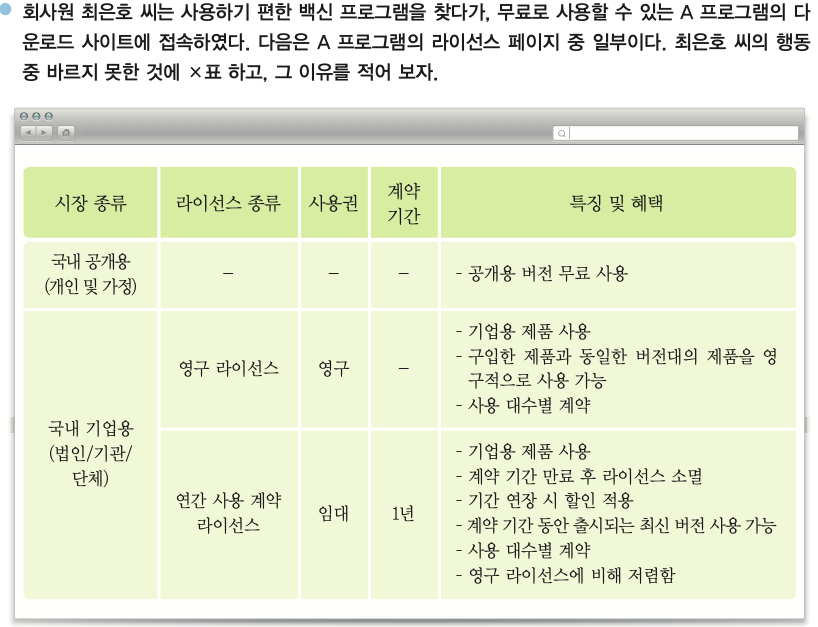 회사원 최은호 씨는 사용하기 편한 백신 프로그램을 찾다가, 무료로 사용할 수 있는 A 프로그램의 다
운로드 사이트에 접속하였다. 다음은 A 프로그램의 라이선스 페이지 중 일부이다. 최은호 씨의 행동
중 바르지 못한 것에 ×표 하고, 그 이유를 적어 보자.
시장 종류 라이선스 종류 사용권 계약 기간 특징 및 혜택
국내 공개용
(개인 및 가정)
– – –
- 공개용 버전 무료 사용
국내 기업용
(법인/기관/
단체)
영구 라이선스 영구 –
- 기업용 제품 사용
- 구입한 제품과 동일한 버전대의 제품을 영
구적으로 사용 가능
- 사용 대수별 계약
연간 사용 계약
라이선스
임대 1년
- 기업용 제품 사용
- 계약 기간 만료 후 라이선스 소멸
- 기간 연장 시 할인 적용
- 계약 기간 동안 출시되는 최신 버전 사용 가능
- 사용 대수별 계약
- 영구 라이선스에 비해 저렴함